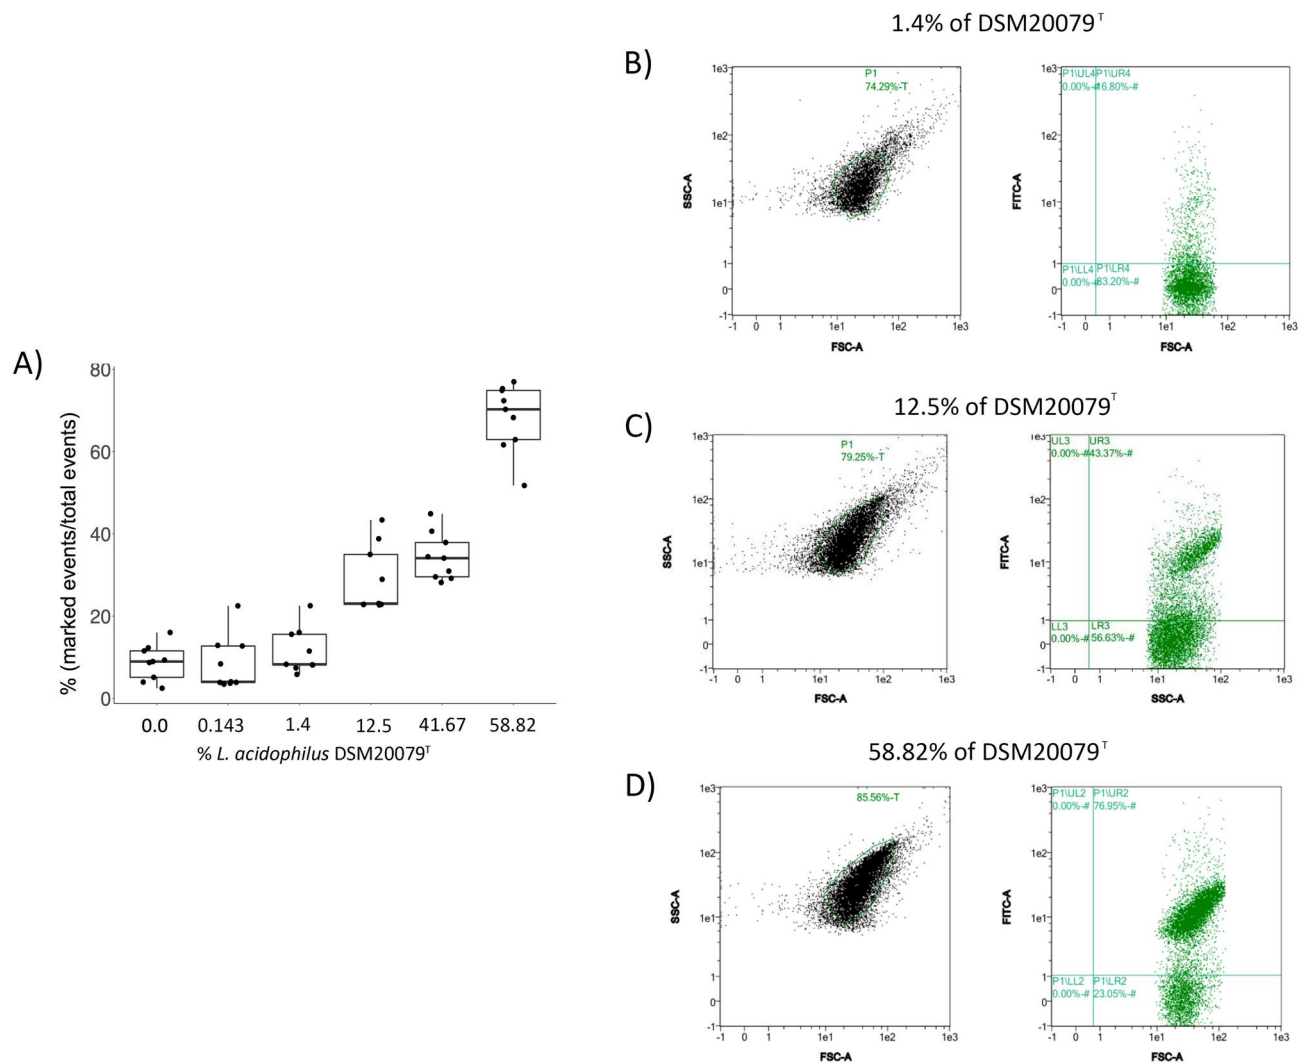 A)
% (marked events/total events)
80
60
40
20
0
0.0 0.143 1.4 12.5 41.67 58.82
% L. acidophilus DSM20079ᵀ
1.4% of DSM20079ᵀ
B)
1e3
1e2
1e1
SSC-A
P1
74.29%-T
-1 0 1 1e1 1e2 1e3
FSC-A
1e3
1e2
1e1
1
0
-1
FITC-A
P1\UL4 P1\UR4
0.00%-# 16.80%-#
P1\LL4 P1\LR4
0.00%-# 83.20%-#
-1 0 1 1e1 1e2 1e3
FSC-A
12.5% of DSM20079ᵀ
C)
1e3
1e2
1e1
1
0
-1
SSC-A
P1
79.25%-T
-1 0 1 1e1 1e2 1e3
FSC-A
1e3
1e2
1e1
1
0
-1
FITC-A
UL3 UR3
0.00%-# 43.37%-#
LL3 LR3
0.00%-# 56.63%-#
-1 0 1 1e1 1e2 1e3
SSC-A
58.82% of DSM20079ᵀ
D)
1e3
1e2
1e1
1
0
-1
SSC-A
85.56%-T
-1 0 1 1e1 1e2 1e3
FSC-A
1e3
1e2
1e1
1
0
-1
FITC-A
P1\UL2 P1\UR2
0.00%-# 76.95%-#
P1\LL2 P1\LR2
0.00%-# 23.05%-#
-1 0 1 1e1 1e2 1e3
FSC-A